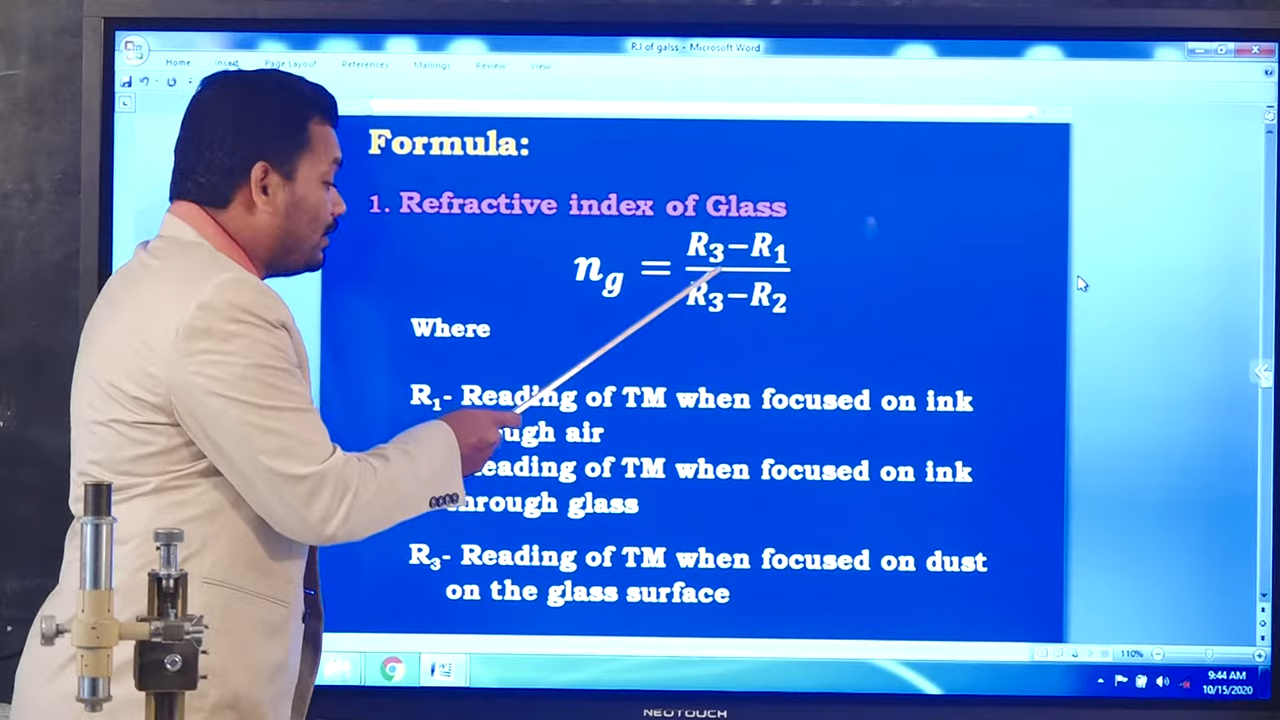 R.I of galss - Microsoft Word
Home Insert Page Layout References Mailings Review View
Formula:
1. Refractive index of Glass
n_g = (R₃−R₁)/(R₃−R₂)
Where
R₁- Reading of TM when focused on ink
air
of TM when focused on ink
glass
R₃- Reading of TM when focused on dust
on the glass surface
110%
9:44 AM
10/15/2020
NEOTOUCH